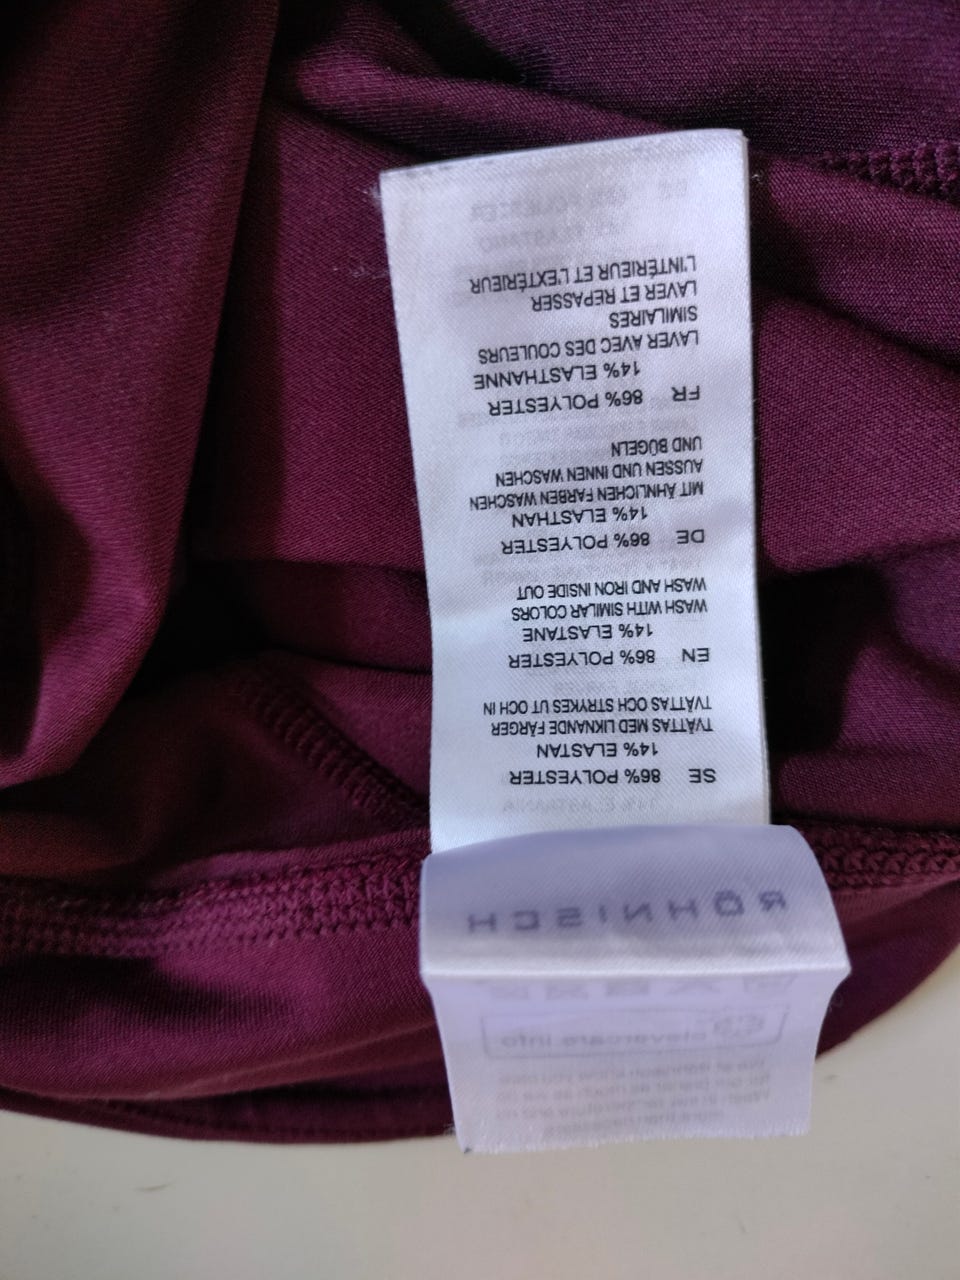 RÖHNISCH
SE 86% POLYESTER
14% ELASTAN
TVÄTTAS MED LIKNANDE FÄRGER
TVÄTTAS OCH STRYKES UT OCH IN
EN 86% POLYESTER
14% ELASTANE
WASH WITH SIMILAR COLORS
WASH AND IRON INSIDE OUT
DE 86% POLYESTER
14% ELASTHAN
MIT ÄHNLICHEN FARBEN WASCHEN
AUSSEN UND INNEN WASCHEN
UND BÜGELN
FR 86% POLYESTER
14% ELASTHANNE
LAVER AVEC DES COULEURS
SIMILAIRES
LAVER ET REPASSER
L'INTÉRIEUR ET L'EXTÉRIEUR
clevercare.info